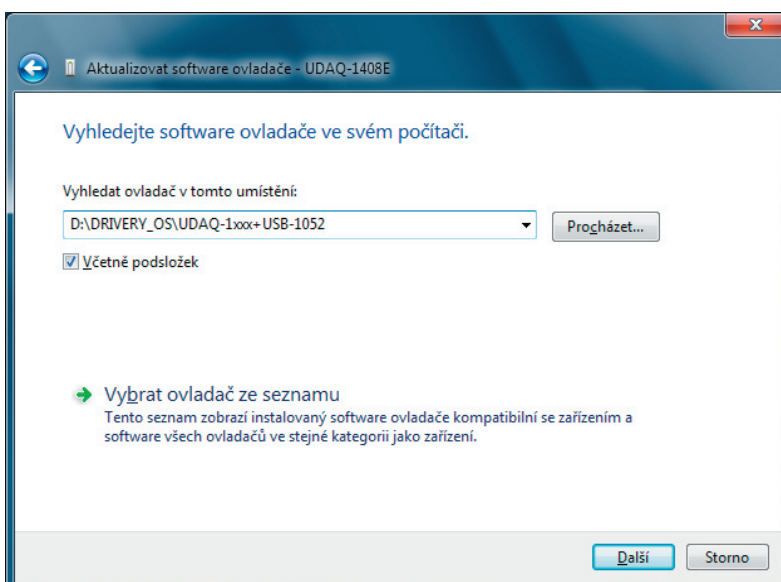 Aktualizovat software ovladače - UDAQ-1408E
Vyhledejte software ovladače ve svém počítači.
Vyhledat ovladač v tomto umístění:
D:\DRIVERY_OS\UDAQ-1xxx+USB-1052
Procházet...
Včetně podsložek
Vybrat ovladač ze seznamu
Tento seznam zobrazí instalovaný software ovladače kompatibilní se zařízením a
software všech ovladačů ve stejné kategorii jako zařízení.
Další
Storno